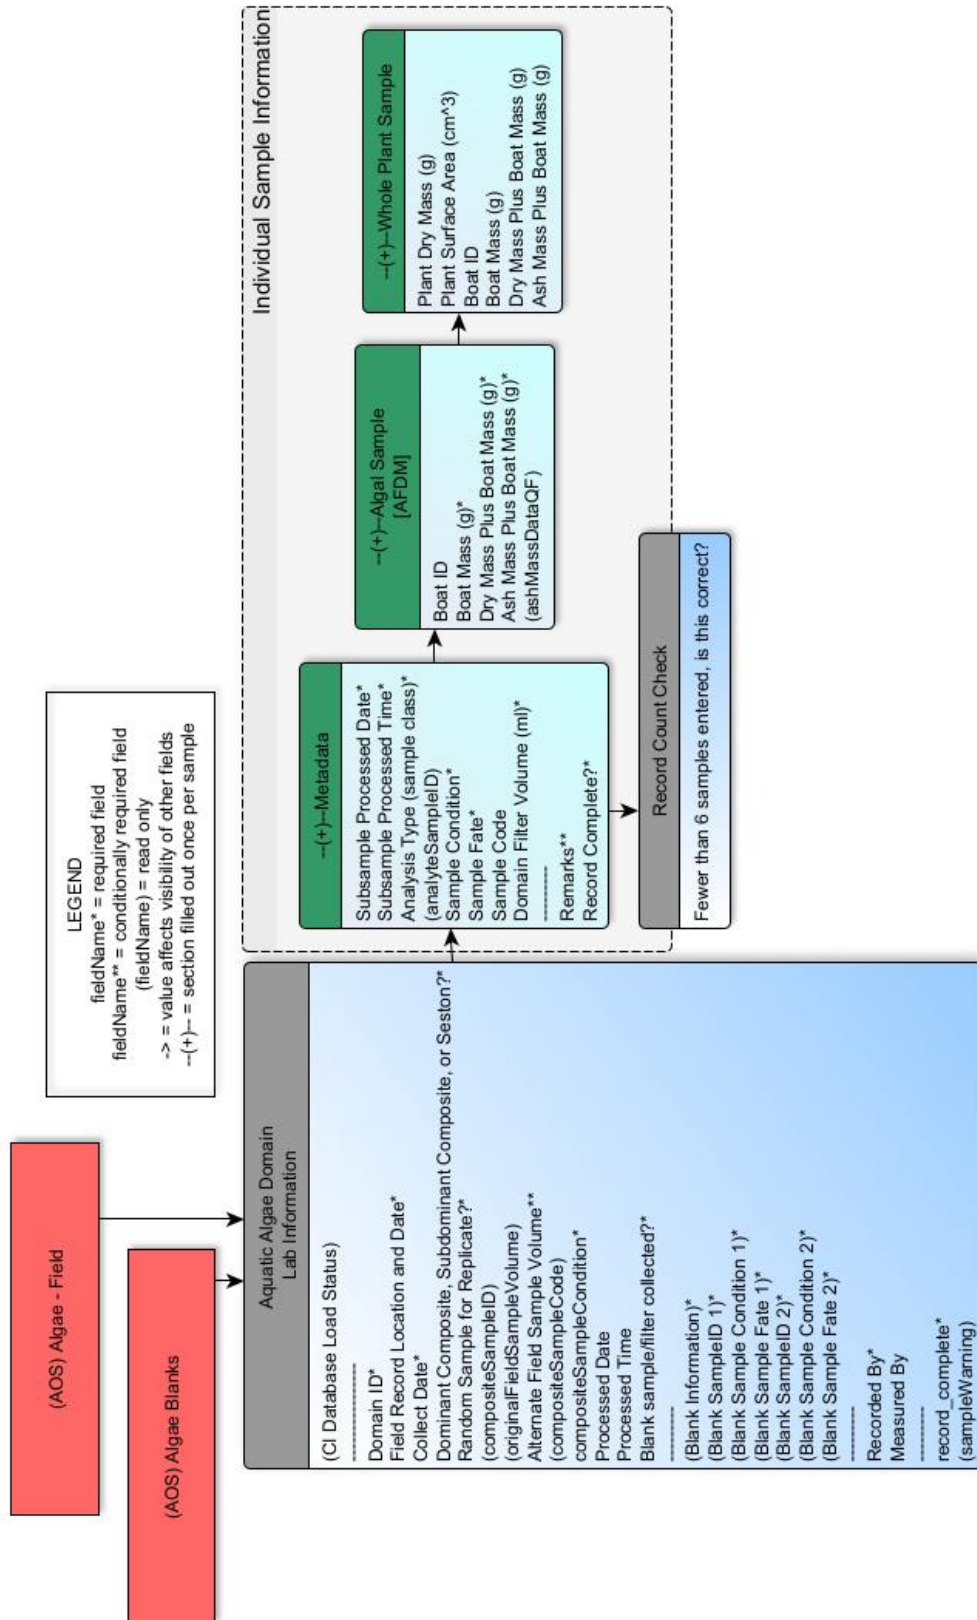 (AOS) Algae - Field
(AOS) Algae Blanks
LEGEND
fieldName* = required field
fieldName** = conditionally required field
(fieldName) = read only
-> = value affects visibility of other fields
--(+)-- = section filled out once per sample
Aquatic Algae Domain
Lab Information
(CI Database Load Status)
Domain ID*
Field Record Location and Date*
Collect Date*
Dominant Composite, Subdominant Composite, or Seston?*
Random Sample for Replicate?*
(compositeSampleID)
(originalFieldSampleVolume)
Alternate Field Sample Volume**
(compositeSampleCode)
compositeSampleCondition*
Processed Date
Processed Time
Blank sample/filter collected?*
(Blank Information)*
(Blank SampleID 1)*
(Blank Sample Condition 1)*
(Blank Sample Fate 1)*
(Blank SampleID 2)*
(Blank Sample Condition 2)*
(Blank Sample Fate 2)*
Recorded By*
Measured By
record_complete*
(sampleWarning)
Individual Sample Information
--(+)--Metadata
Subsample Processed Date*
Subsample Processed Time*
Analysis Type (sample class)*
(analyteSampleID)
Sample Condition*
Sample Fate*
Sample Code
Domain Filter Volume (ml)*
Remarks**
Record Complete?*
--(+)--Algal Sample
[AFDM]
Boat ID
Boat Mass (g)*
Dry Mass Plus Boat Mass (g)*
Ash Mass Plus Boat Mass (g)*
(ashMassDataQF)
--(+)--Whole Plant Sample
Plant Dry Mass (g)
Plant Surface Area (cm^3)
Boat ID
Boat Mass (g)
Dry Mass Plus Boat Mass (g)
Ash Mass Plus Boat Mass (g)
Record Count Check
Fewer than 6 samples entered, is this correct?